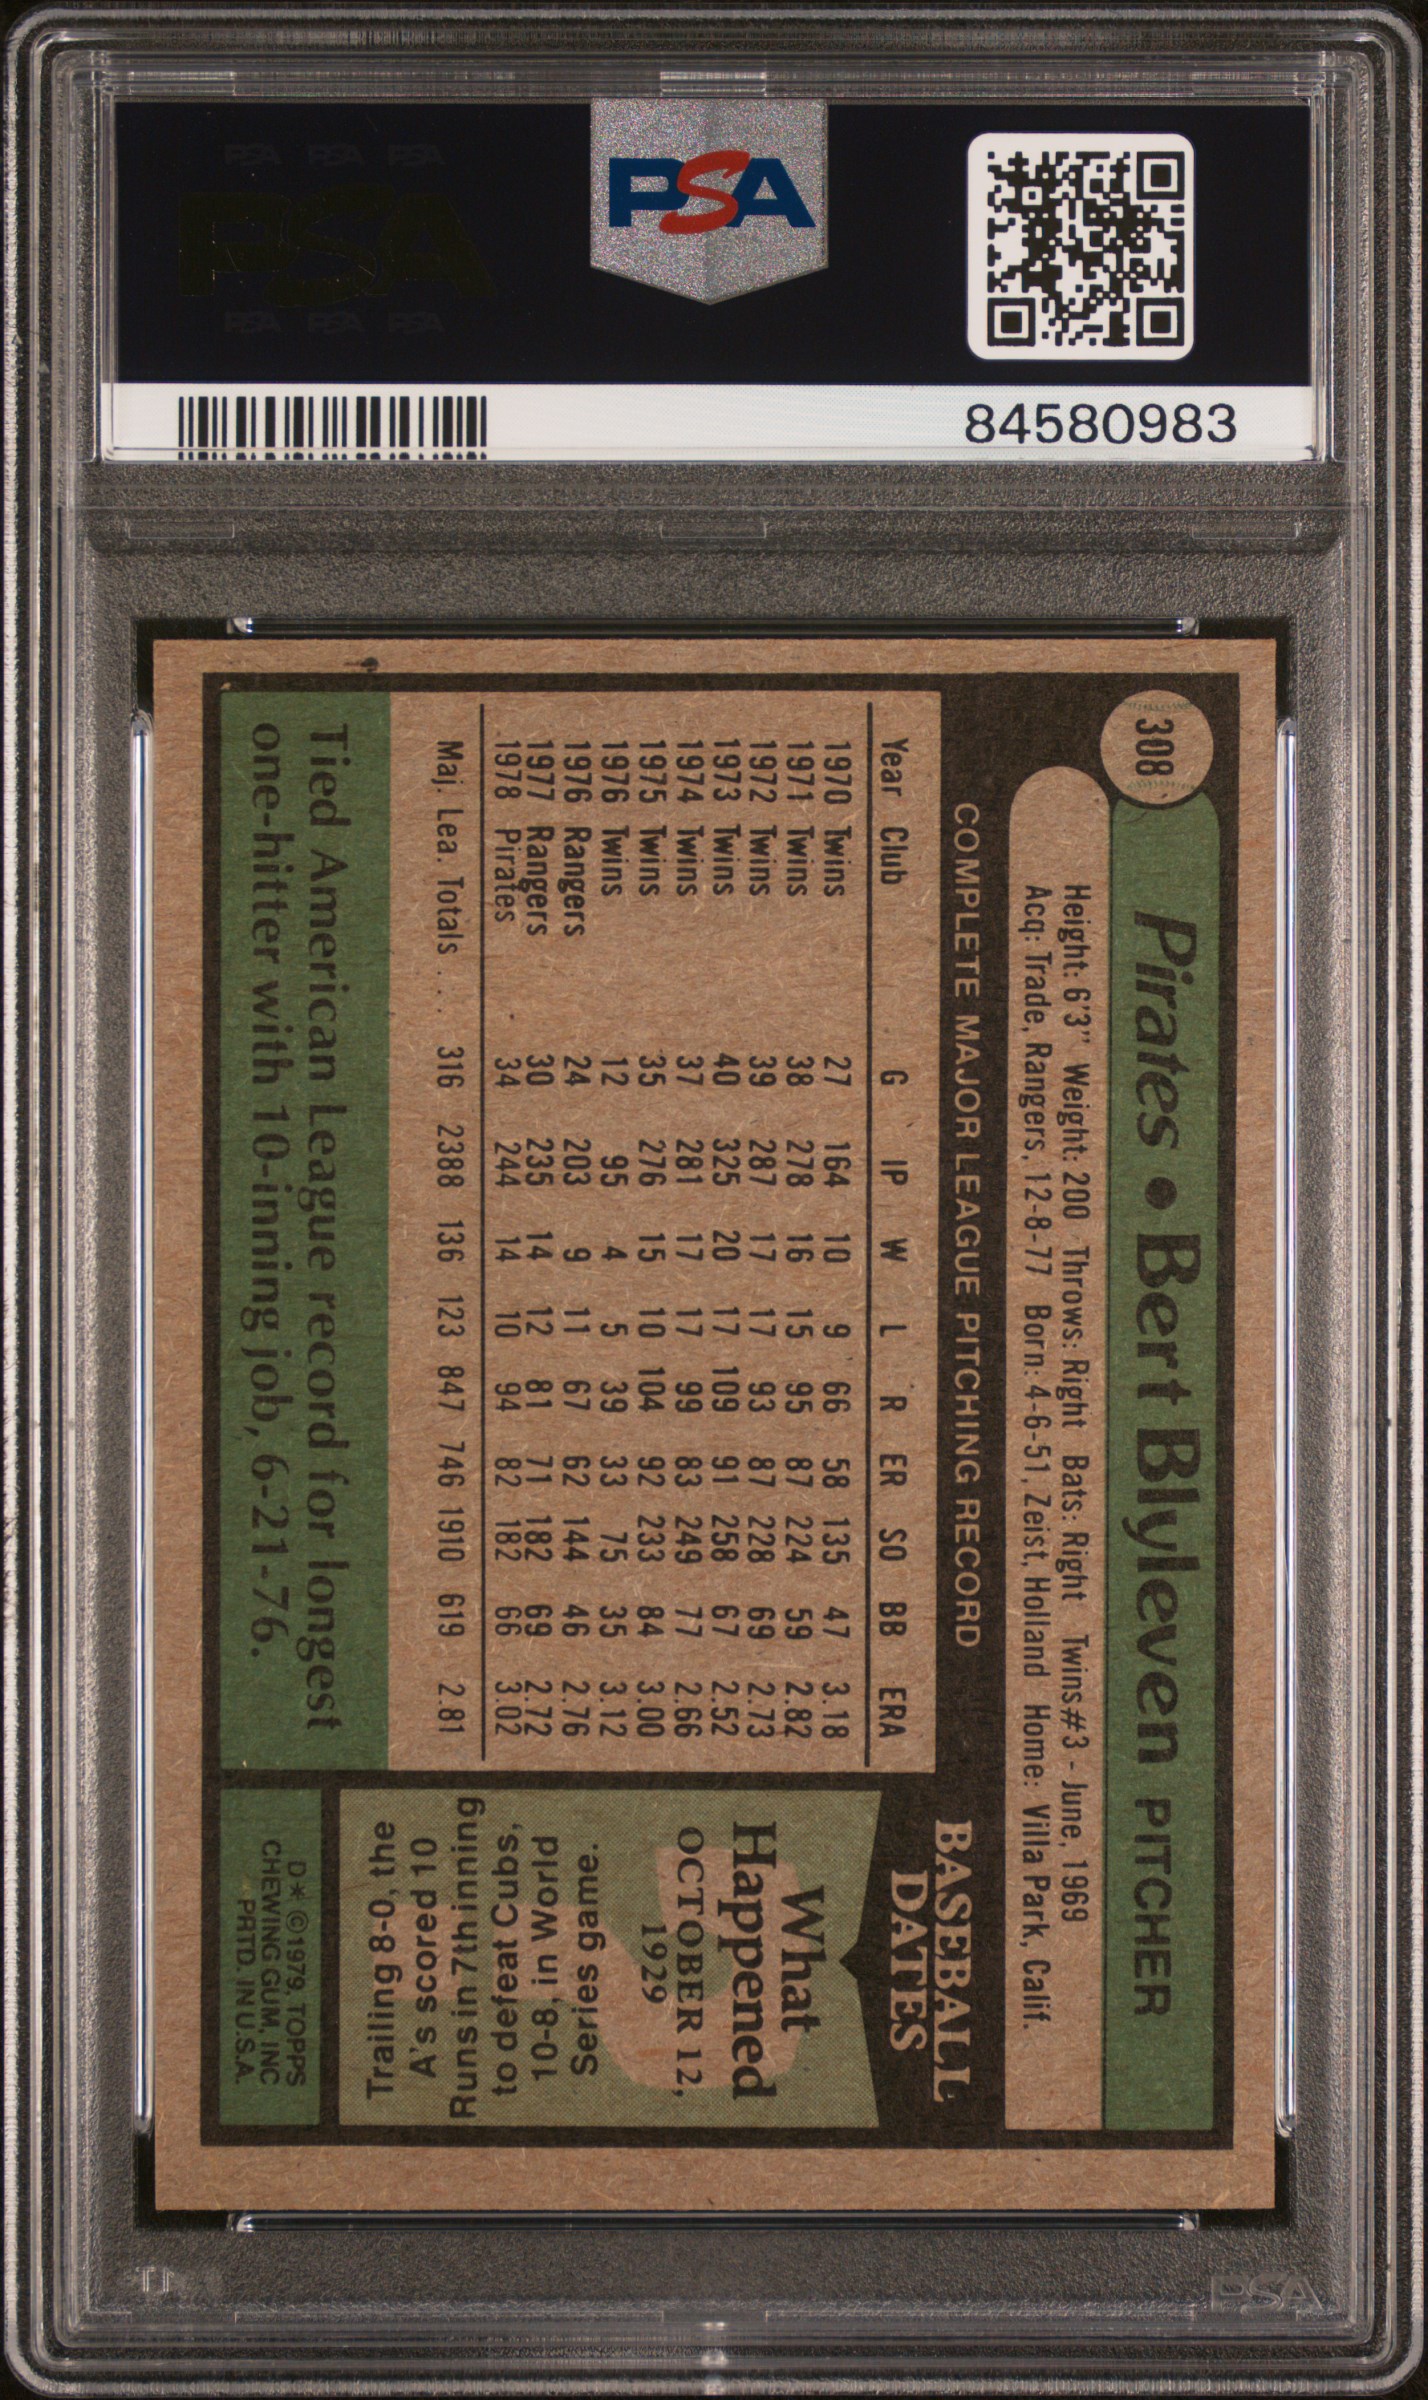 PSA PSA PSA
PSA
PSA PSA PSA
PSA
84580983
308
Pirates • Bert Blyleven PITCHER
Height: 6'3" Weight: 200 Throws: Right Bats: Right Twins #3 - June, 1969
Acq: Trade, Rangers, 12-8-77 Born: 4-6-51, Zeist, Holland Home: Villa Park, Calif.
COMPLETE MAJOR LEAGUE PITCHING RECORD
Year Club G IP W L R ER SO BB ERA
1970 Twins 27 164 10 9 66 58 135 47 3.18
1971 Twins 38 278 16 15 95 87 224 59 2.82
1972 Twins 39 287 17 17 93 87 228 69 2.73
1973 Twins 40 325 20 17 109 91 258 67 2.52
1974 Twins 37 281 17 17 99 83 249 77 2.66
1975 Twins 35 276 15 10 104 92 233 84 3.00
1976 Twins 12 95 4 5 39 33 75 35 3.12
1976 Rangers 24 203 9 11 67 62 144 46 2.76
1977 Rangers 30 235 14 12 81 71 182 69 2.72
1978 Pirates 34 244 14 10 94 82 182 66 3.02
Maj. Lea. Totals . . 316 2388 136 123 847 746 1910 619 2.81
Tied American League record for longest
one-hitter with 10-inning job, 6-21-76.
BASEBALL
DATES
What
Happened
OCTOBER 12,
1929
Trailing 8-0, the
A's scored 10
Runs in 7th inning
to defeat Cubs,
10-8, in World
Series game.
D* © 1979, TOPPS
CHEWING GUM, INC
PRTD. IN U.S.A.
TM
PSA